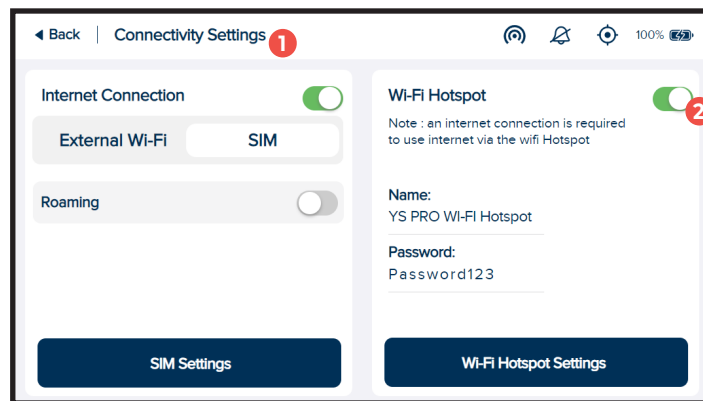 Back | Connectivity Settings 1
100%
Internet Connection
External Wi-Fi SIM
Roaming
SIM Settings
Wi-Fi Hotspot
2
Note : an internet connection is required
to use internet via the wifi Hotspot
Name:
YS PRO WI-FI Hotspot
Password:
Password123
Wi-Fi Hotspot Settings